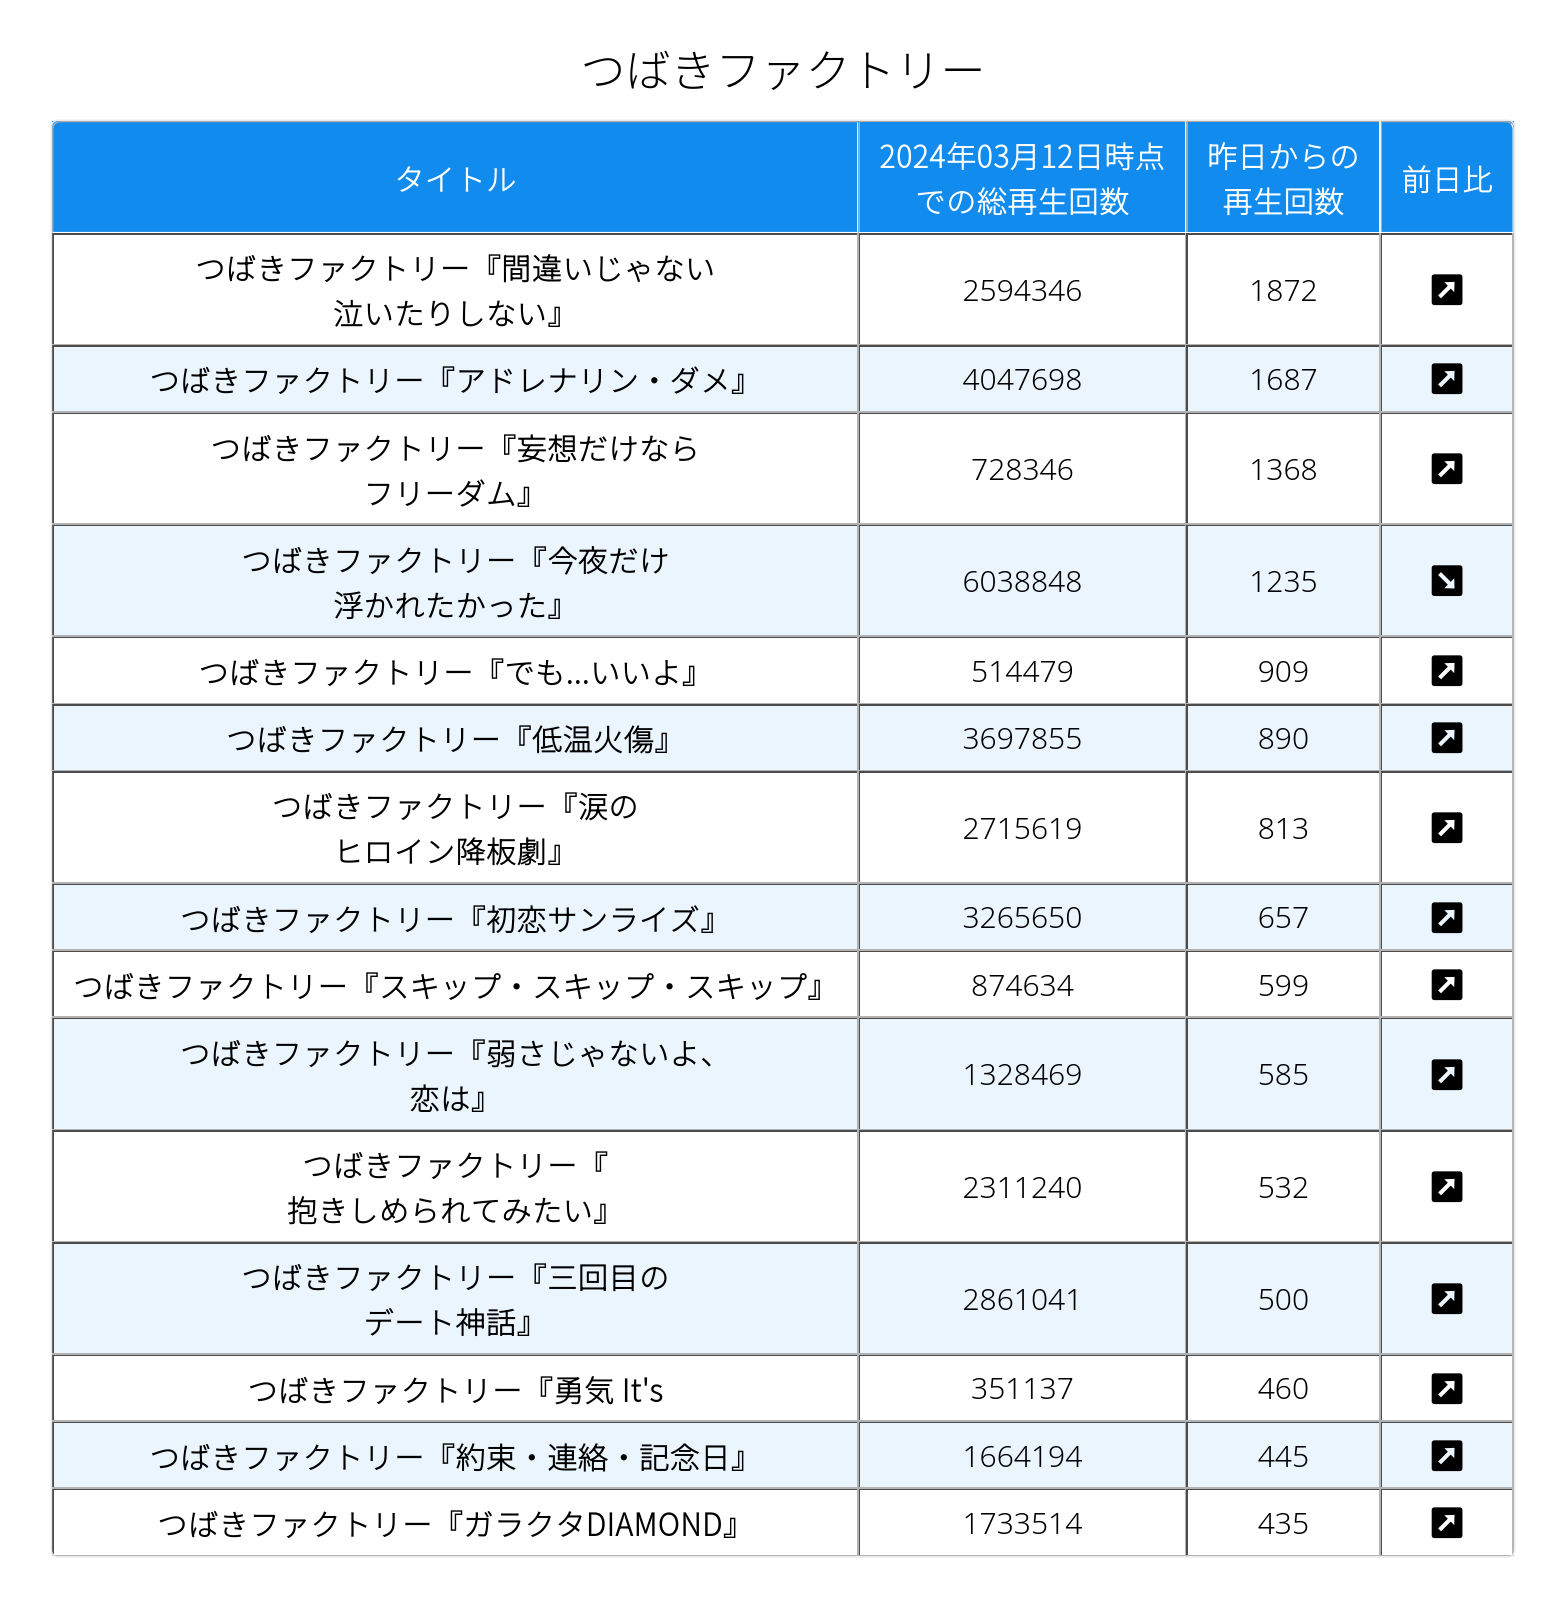 つばきファクトリー
タイトル
2024年03月12日時点
での総再生回数
昨日からの
再生回数
前日比
つばきファクトリー『間違いじゃない
泣いたりしない』
2594346
1872
つばきファクトリー『アドレナリン・ダメ』
4047698
1687
つばきファクトリー『妄想だけなら
フリーダム』
728346
1368
つばきファクトリー『今夜だけ
浮かれたかった』
6038848
1235
つばきファクトリー『でも...いいよ』
514479
909
つばきファクトリー『低温火傷』
3697855
890
つばきファクトリー『涙の
ヒロイン降板劇』
2715619
813
つばきファクトリー『初恋サンライズ』
3265650
657
つばきファクトリー『スキップ・スキップ・スキップ』
874634
599
つばきファクトリー『弱さじゃないよ、
恋は』
1328469
585
つばきファクトリー『
抱きしめられてみたい』
2311240
532
つばきファクトリー『三回目の
デート神話』
2861041
500
つばきファクトリー『勇気 It's
351137
460
つばきファクトリー『約束・連絡・記念日』
1664194
445
つばきファクトリー『ガラクタDIAMOND』
1733514
435